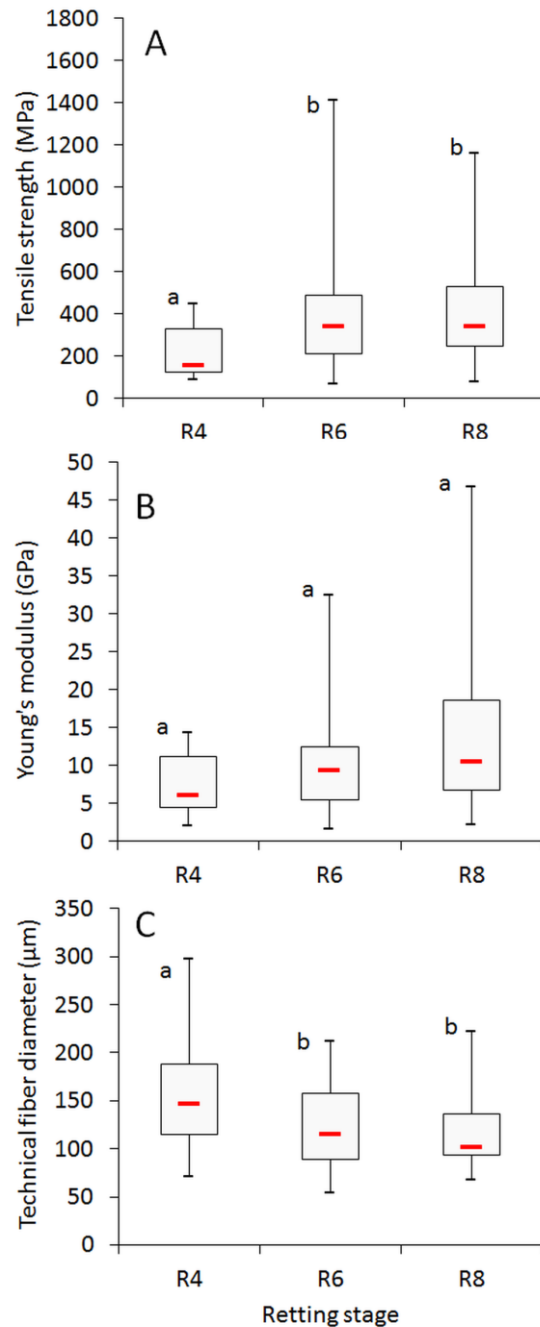 A
Tensile strength (MPa)
1800
1600
1400
1200
1000
800
600
400
200
0
a
b
b
R4 R6 R8
B
Young's modulus (GPa)
50
45
40
35
30
25
20
15
10
5
0
a
a
a
R4 R6 R8
C
Technical fiber diameter (µm)
350
300
250
200
150
100
50
0
a
b
b
R4 R6 R8
Retting stage